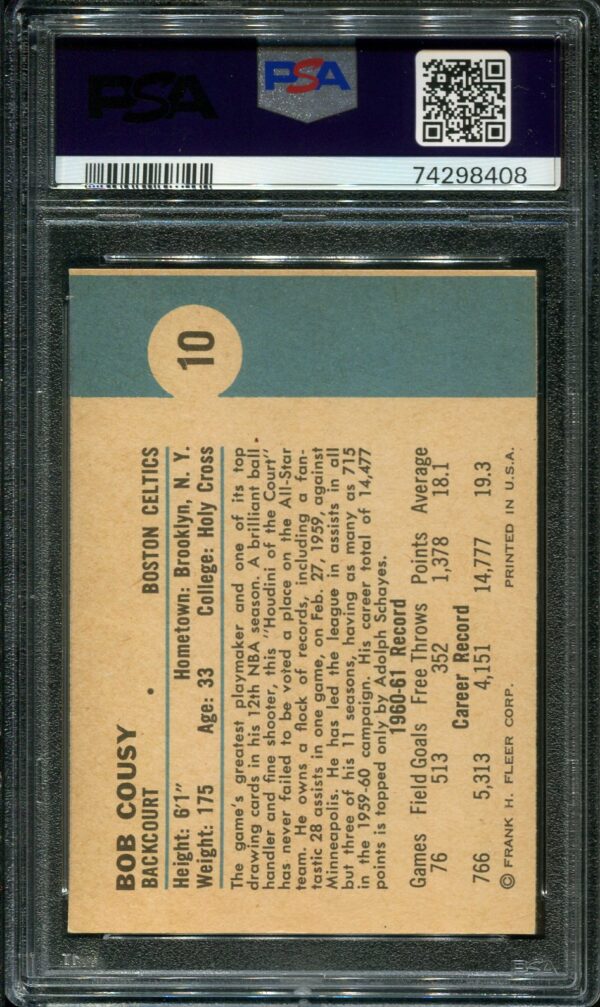 PSA
PSA
74298408
10
BOB COUSY
BACKCOURT • BOSTON CELTICS
Height: 6'1" Hometown: Brooklyn, N. Y.
Weight: 175 Age: 33 College: Holy Cross
The game's greatest playmaker and one of its top
drawing cards in his 12th NBA season. A brilliant ball-
handler and fine shooter, this "Houdini of the Court"
has never failed to be voted a place on the All-Star
team. He owns a flock of records, including a fan-
tastic 28 assists in one game, on Feb. 27, 1959, against
Minneapolis. He has led the league in assists in all
but three of his 11 seasons, having as many as 715
in the 1959-60 campaign. His career total of 14,477
points is topped only by Adolph Schayes.
1960-61 Record
Games Field Goals Free Throws Points Average
76 513 352 1,378 18.1
Career Record
766 5,313 4,151 14,777 19.3
© FRANK H. FLEER CORP. PRINTED IN U.S.A.
PSA